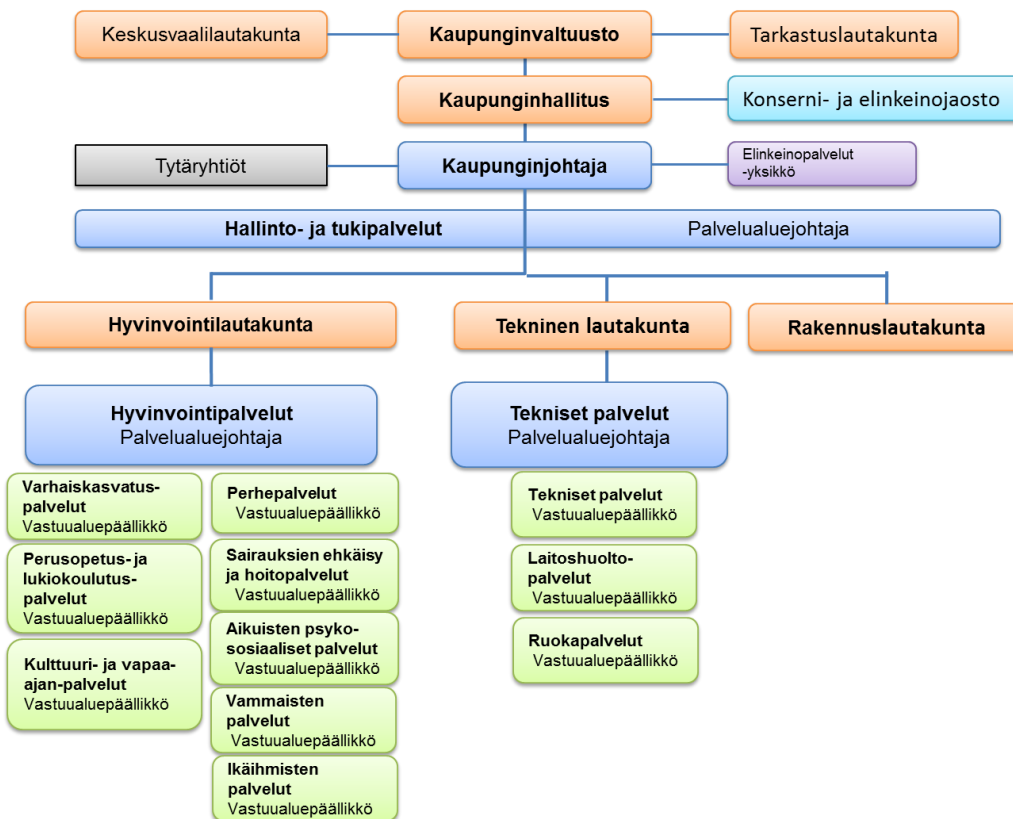 Keskusvaalilautakunta
Kaupunginvaltuusto
Tarkastuslautakunta
Kaupunginhallitus
Konserni- ja elinkeinojaosto
Tytäryhtiöt
Kaupunginjohtaja
Elinkeinopalvelut
-yksikkö
Hallinto- ja tukipalvelut
Palvelualuejohtaja
Hyvinvointilautakunta
Tekninen lautakunta
Rakennuslautakunta
Hyvinvointipalvelut
Palvelualuejohtaja
Tekniset palvelut
Palvelualuejohtaja
Varhaiskasvatus-
palvelut
Vastuualuepäällikkö
Perusopetus- ja
lukiokoulutus-
palvelut
Vastuualuepäällikkö
Kulttuuri- ja vapaa-
ajan-palvelut
Vastuualuepäällikkö
Perhepalvelut
Vastuualuepäällikkö
Sairauksien ehkäisy
ja hoitopalvelut
Vastuualuepäällikkö
Aikuisten psyko-
sosiaaliset palvelut
Vastuualuepäällikkö
Vammaisten
palvelut
Vastuualuepäällikkö
Ikäihmisten
palvelut
Vastuualuepäällikkö
Tekniset palvelut
Vastuualuepäällikkö
Laitoshuolto-
palvelut
Vastuualuepäällikkö
Ruokapalvelut
Vastuualuepäällikkö